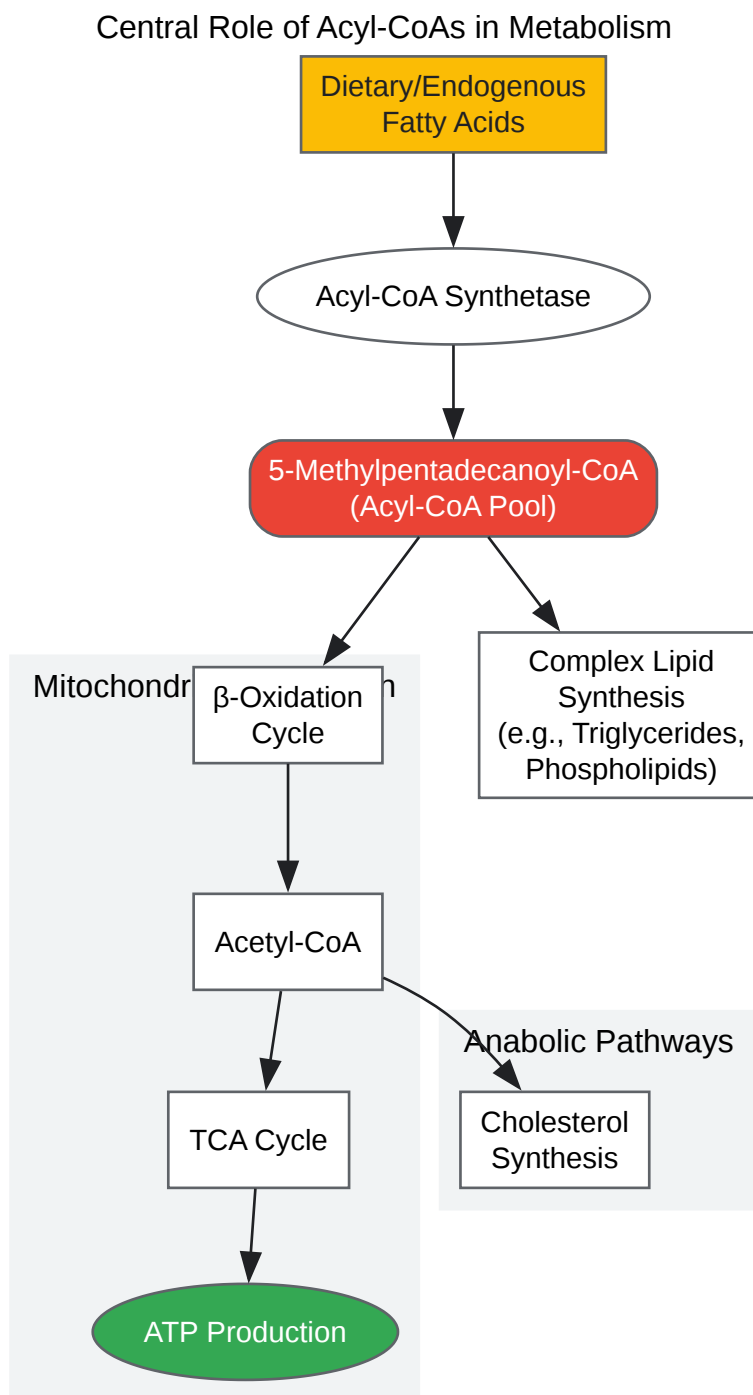 Central Role of Acyl-CoAs in Metabolism
Dietary/Endogenous
Fatty Acids
Acyl-CoA Synthetase
5-Methylpentadecanoyl-CoA
(Acyl-CoA Pool)
β-Oxidation
Cycle
Complex Lipid
Synthesis
(e.g., Triglycerides,
Phospholipids)
Acetyl-CoA
Anabolic Pathways
TCA Cycle
Cholesterol
Synthesis
ATP Production